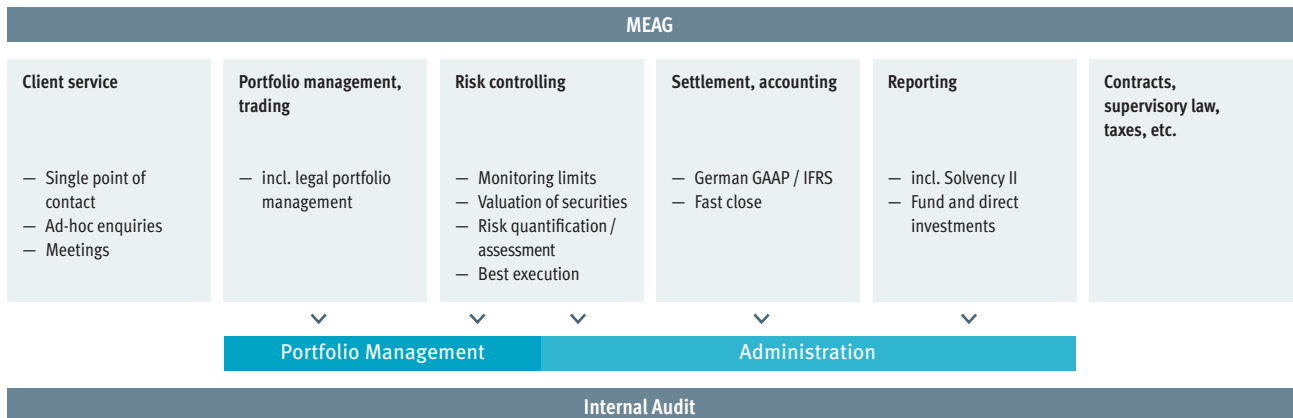 MEAG
Client service
— Single point of
contact
— Ad-hoc enquiries
— Meetings
Portfolio management,
trading
— incl. legal portfolio
management
Risk controlling
— Monitoring limits
— Valuation of securities
— Risk quantification /
assessment
— Best execution
Settlement, accounting
— German GAAP / IFRS
— Fast close
Reporting
— incl. Solvency II
— Fund and direct
investments
Contracts,
supervisory law,
taxes, etc.
Portfolio Management
Administration
Internal Audit